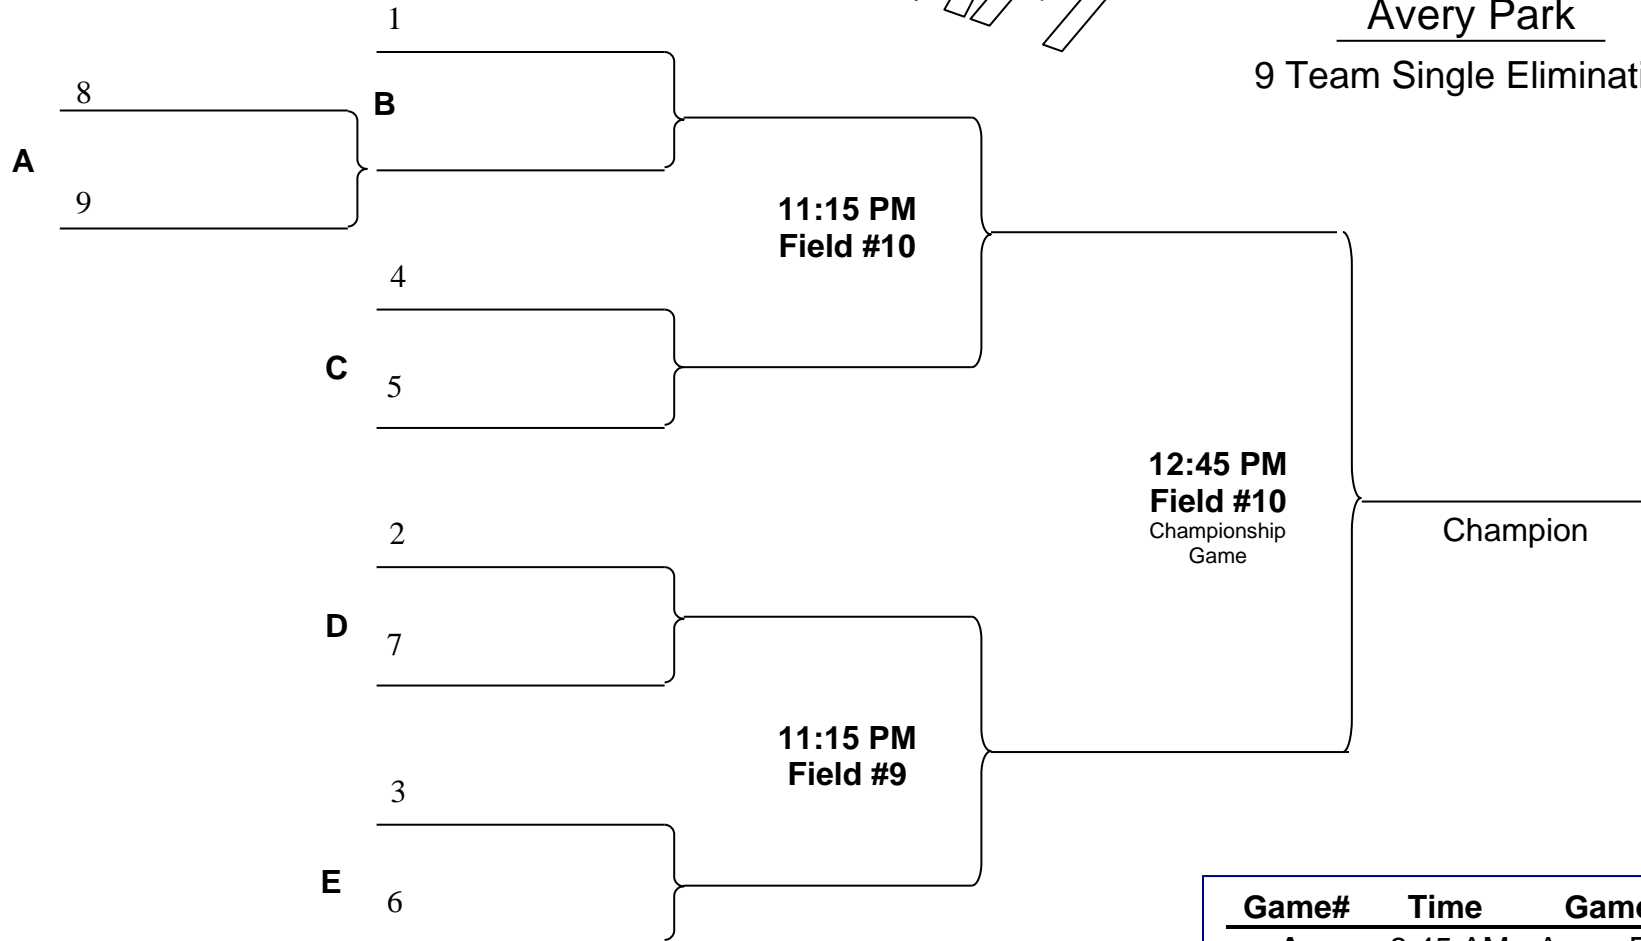 Avery Park
9 Team Single Eliminati
1
8
B
A
9
11:15 PM
Field #10
4
C
5
12:45 PM
Field #10
Championship
Game
Champion
2
D
7
11:15 PM
Field #9
3
E
6
Game# Time Game